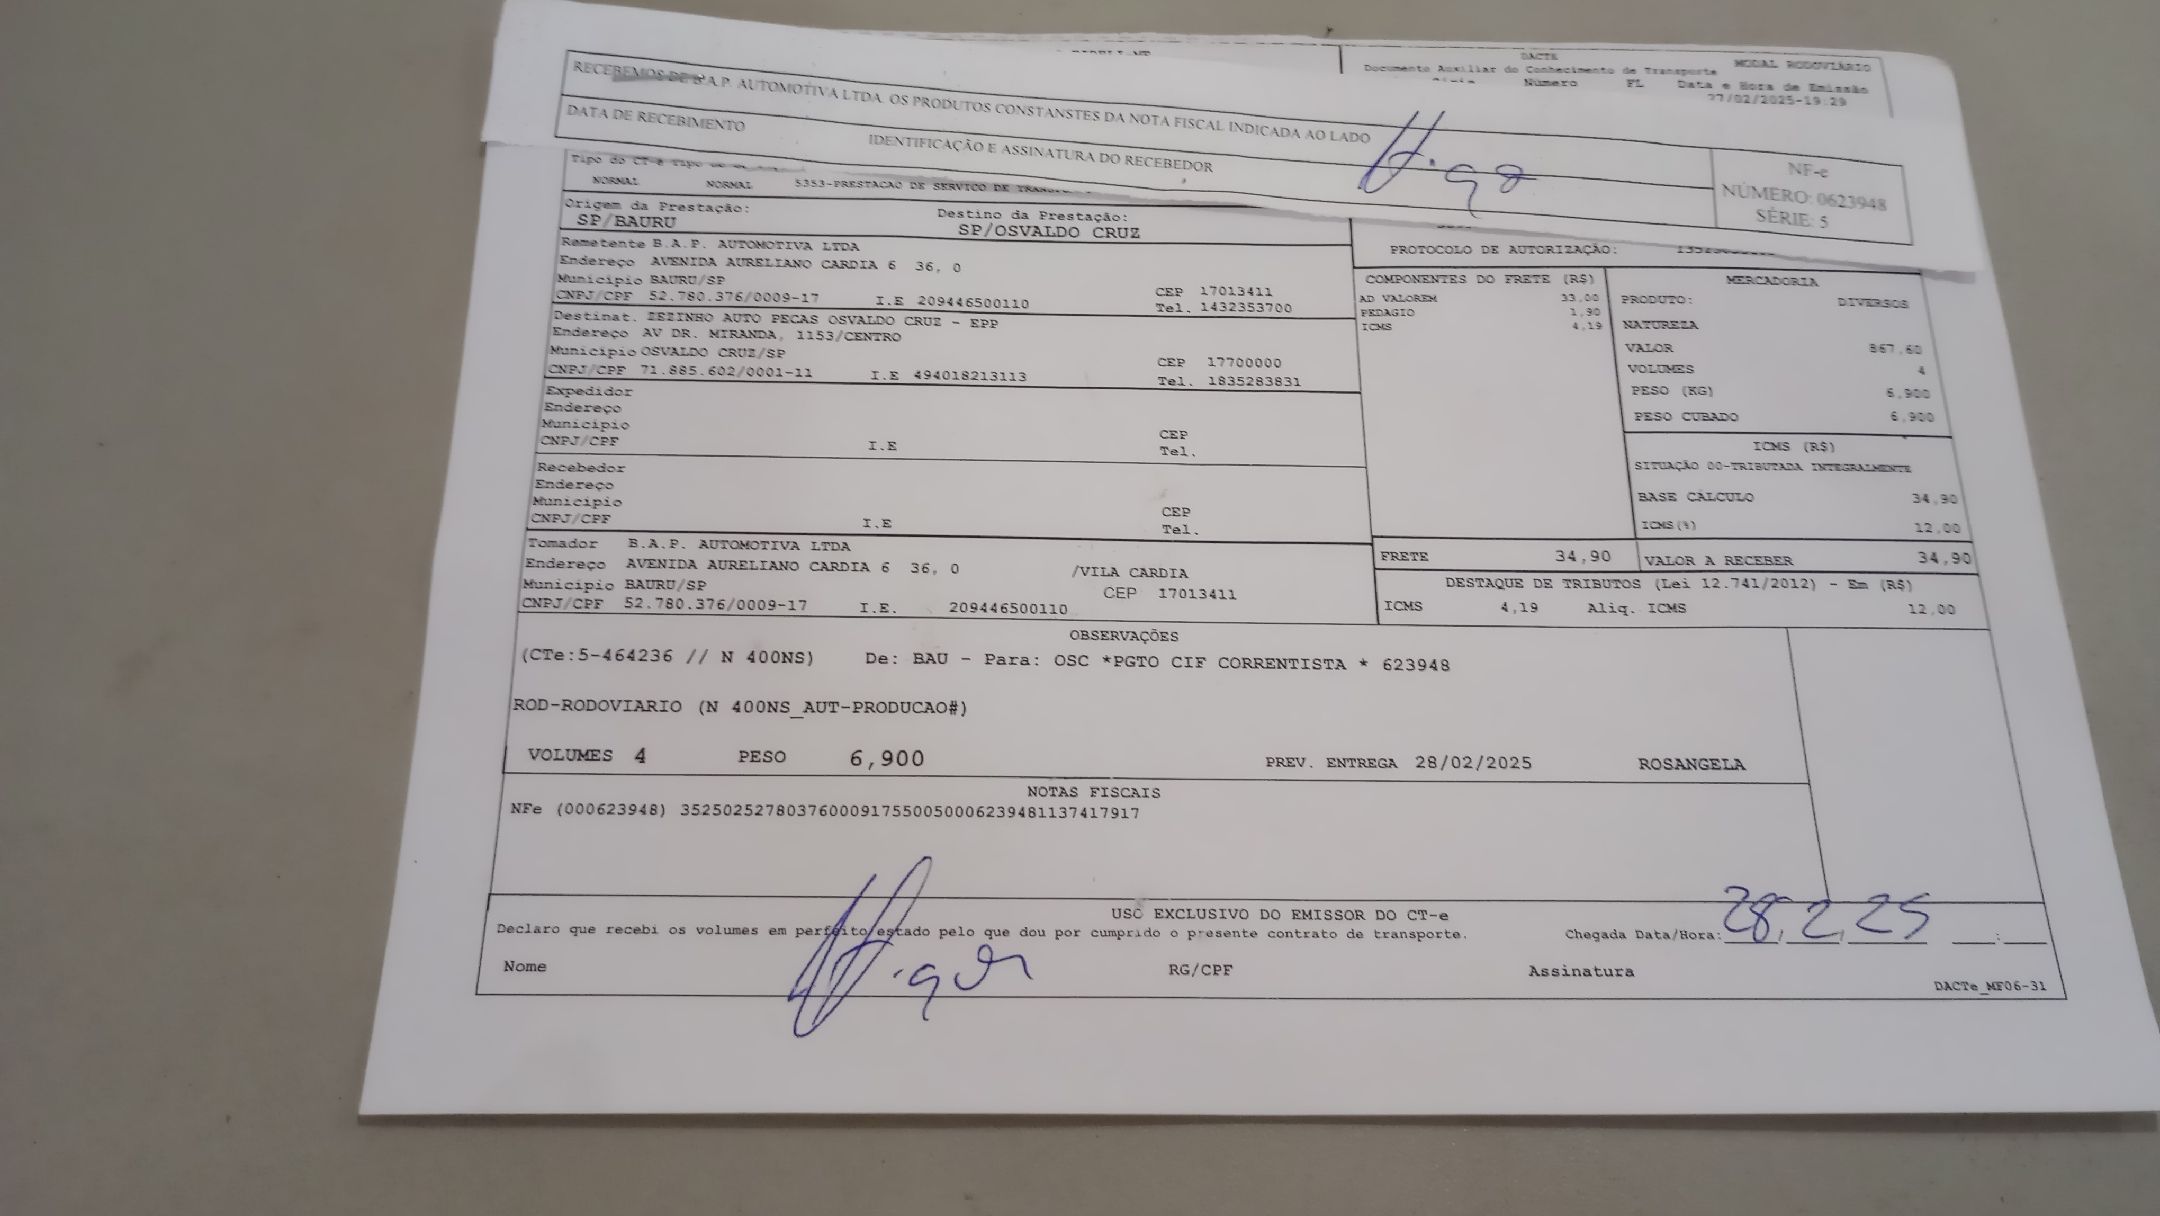 DACTE
MODAL RODOVIÁRIO
Documento Auxiliar do Conhecimento de Transporte
Número FL Data e Hora de Emissão
27/02/2025-19:29
RECEBEMOS DE B.A.P. AUTOMOTIVA LTDA. OS PRODUTOS CONSTANSTES DA NOTA FISCAL INDICADA AO LADO
DATA DE RECEBIMENTO IDENTIFICAÇÃO E ASSINATURA DO RECEBEDOR
NF-e
NÚMERO: 0623948
SÉRIE: 5
Tipo do CT-e
NORMAL NORMAL 5353-PRESTACAO DE SERVICO DE
Origem da Prestação: Destino da Prestação:
SP/BAURU SP/OSVALDO CRUZ
PROTOCOLO DE AUTORIZAÇÃO:
Remetente B.A.P. AUTOMOTIVA LTDA
Endereço AVENIDA AURELIANO CARDIA 6 36, 0
Municipio BAURU/SP CEP 17013411
CNPJ/CPF 52.780.376/0009-17 I.E 209446500110 Tel. 1432353700
Destinat. ZEZINHO AUTO PECAS OSVALDO CRUZ - EPP
Endereço AV DR. MIRANDA, 1153/CENTRO
Municipio OSVALDO CRUZ/SP CEP 17700000
CNPJ/CPF 71.885.602/0001-11 I.E 494018213113 Tel. 1835283831
Expedidor
Endereço
Municipio CEP
CNPJ/CPF I.E Tel.
Recebedor
Endereço
Municipio CEP
CNPJ/CPF I.E Tel.
Tomador B.A.P. AUTOMOTIVA LTDA
Endereço AVENIDA AURELIANO CARDIA 6 36, 0 /VILA CARDIA
Municipio BAURU/SP CEP 17013411
CNPJ/CPF 52.780.376/0009-17 I.E. 209446500110
COMPONENTES DO FRETE (R$)
AD VALOREM 33,00
PEDAGIO 1,90
ICMS 4,19
MERCADORIA
PRODUTO: DIVERSOS
NATUREZA
VALOR 867,60
VOLUMES 4
PESO (KG) 6,900
PESO CUBADO 6,900
ICMS (R$)
SITUAÇÃO 00-TRIBUTADA INTEGRALMENTE
BASE CÁLCULO 34,90
ICMS(%) 12,00
FRETE 34,90 VALOR A RECEBER 34,90
DESTAQUE DE TRIBUTOS (Lei 12.741/2012) - Em (R$)
ICMS 4,19 Aliq. ICMS 12,00
OBSERVAÇÕES
(CTe:5-464236 // N 400NS) De: BAU - Para: OSC *PGTO CIF CORRENTISTA * 623948
ROD-RODOVIARIO (N 400NS_AUT-PRODUCAO#)
VOLUMES 4 PESO 6,900 PREV. ENTREGA 28/02/2025 ROSANGELA
NOTAS FISCAIS
NFe (000623948) 35250252780376000917550050006239481137417917
USO EXCLUSIVO DO EMISSOR DO CT-e
Declaro que recebi os volumes em perfeito estado pelo que dou por cumprido o presente contrato de transporte. Chegada Data/Hora: 28, 2, 25 :
Nome RG/CPF Assinatura
DACTe_MF06-31